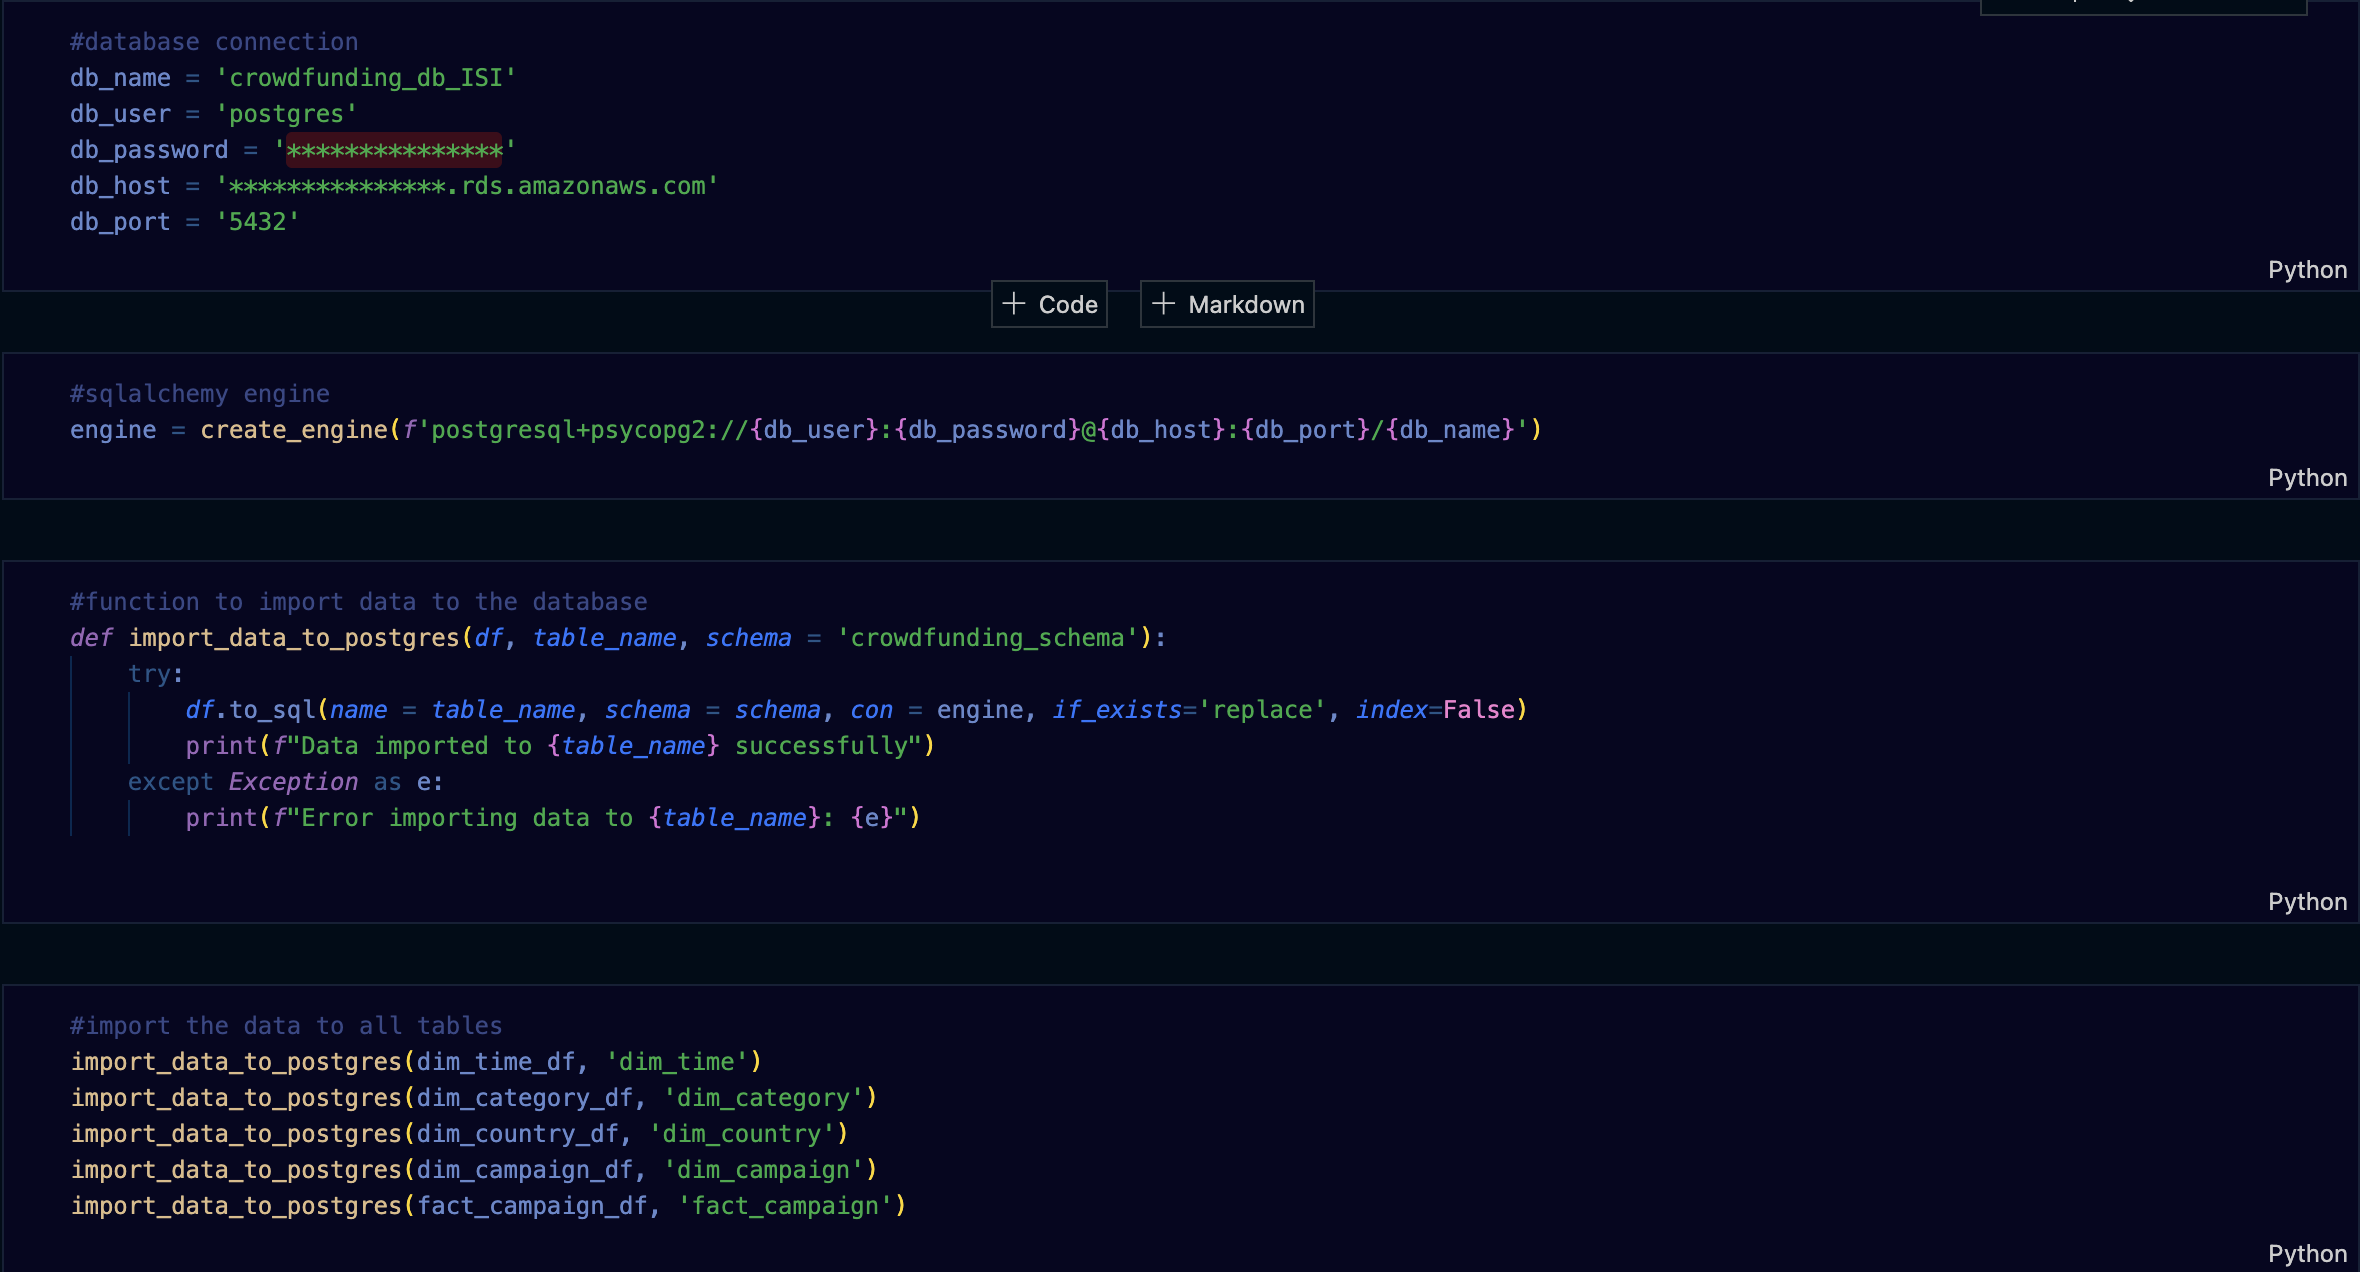 #database connection
db_name = 'crowdfunding_db_ISI'
db_user = 'postgres'
db_password = '***************'
db_host = '***************.rds.amazonaws.com'
db_port = '5432'
Python
+ Code + Markdown
#sqlalchemy engine
engine = create_engine(f'postgresql+psycopg2://{db_user}:{db_password}@{db_host}:{db_port}/{db_name}')
Python
#function to import data to the database
def import_data_to_postgres(df, table_name, schema = 'crowdfunding_schema'):
try:
df.to_sql(name = table_name, schema = schema, con = engine, if_exists='replace', index=False)
print(f"Data imported to {table_name} successfully")
except Exception as e:
print(f"Error importing data to {table_name}: {e}")
Python
#import the data to all tables
import_data_to_postgres(dim_time_df, 'dim_time')
import_data_to_postgres(dim_category_df, 'dim_category')
import_data_to_postgres(dim_country_df, 'dim_country')
import_data_to_postgres(dim_campaign_df, 'dim_campaign')
import_data_to_postgres(fact_campaign_df, 'fact_campaign')
Python